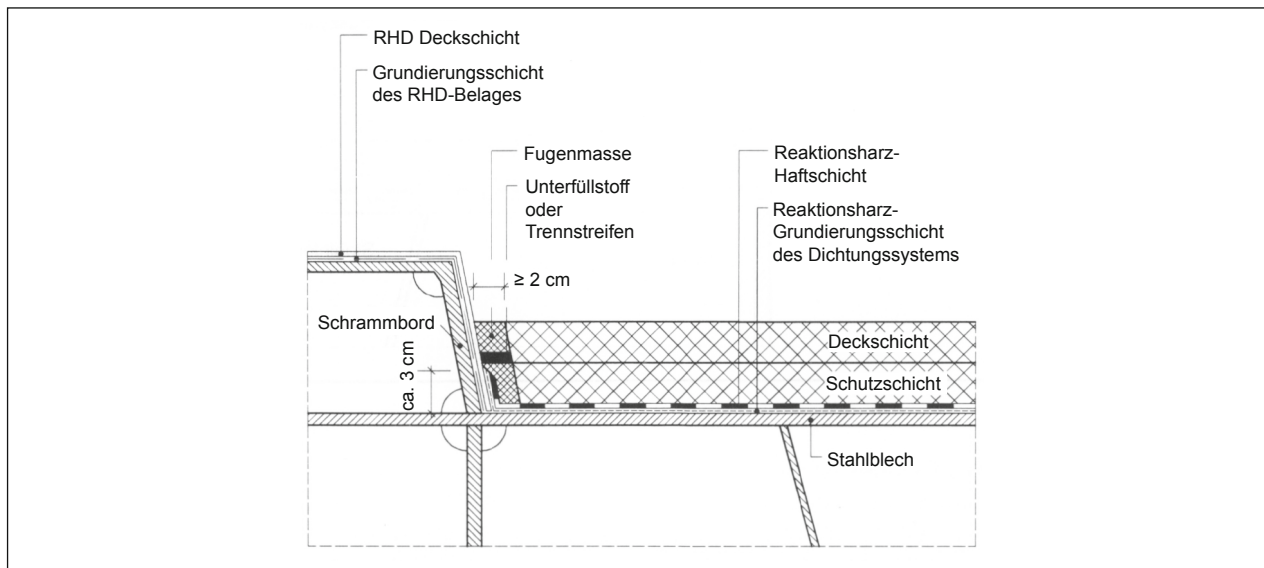 RHD Deckschicht
Grundierungsschicht
des RHD-Belages
Fugenmasse
Unterfüllstoff
oder
Trennstreifen
Reaktionsharz-
Haftschicht
Reaktionsharz-
Grundierungsschicht
des Dichtungssystems
≥ 2 cm
Schrammbord
ca. 3 cm
Deckschicht
Schutzschicht
Stahlblech